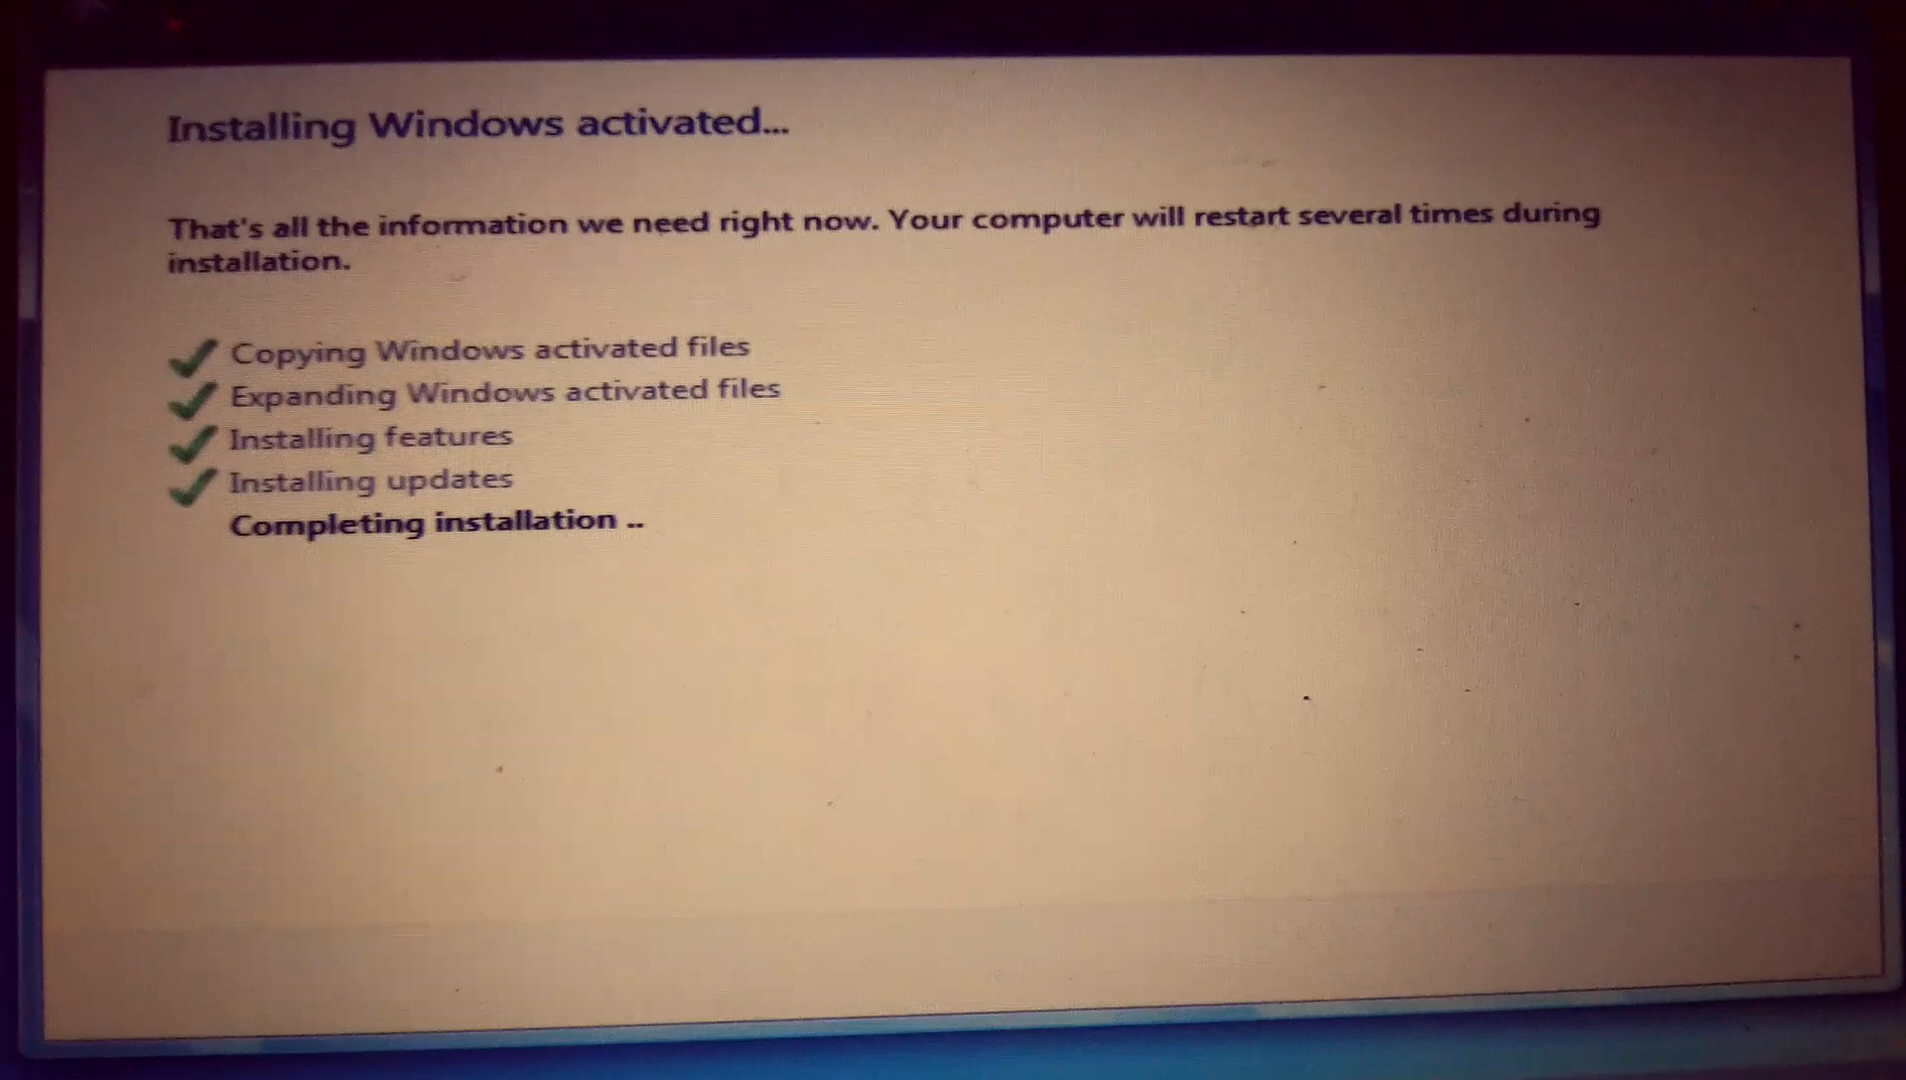 Installing Windows activated...
That's all the information we need right now. Your computer will restart several times during
installation.
Copying Windows activated files
Expanding Windows activated files
Installing features
Installing updates
Completing installation ..